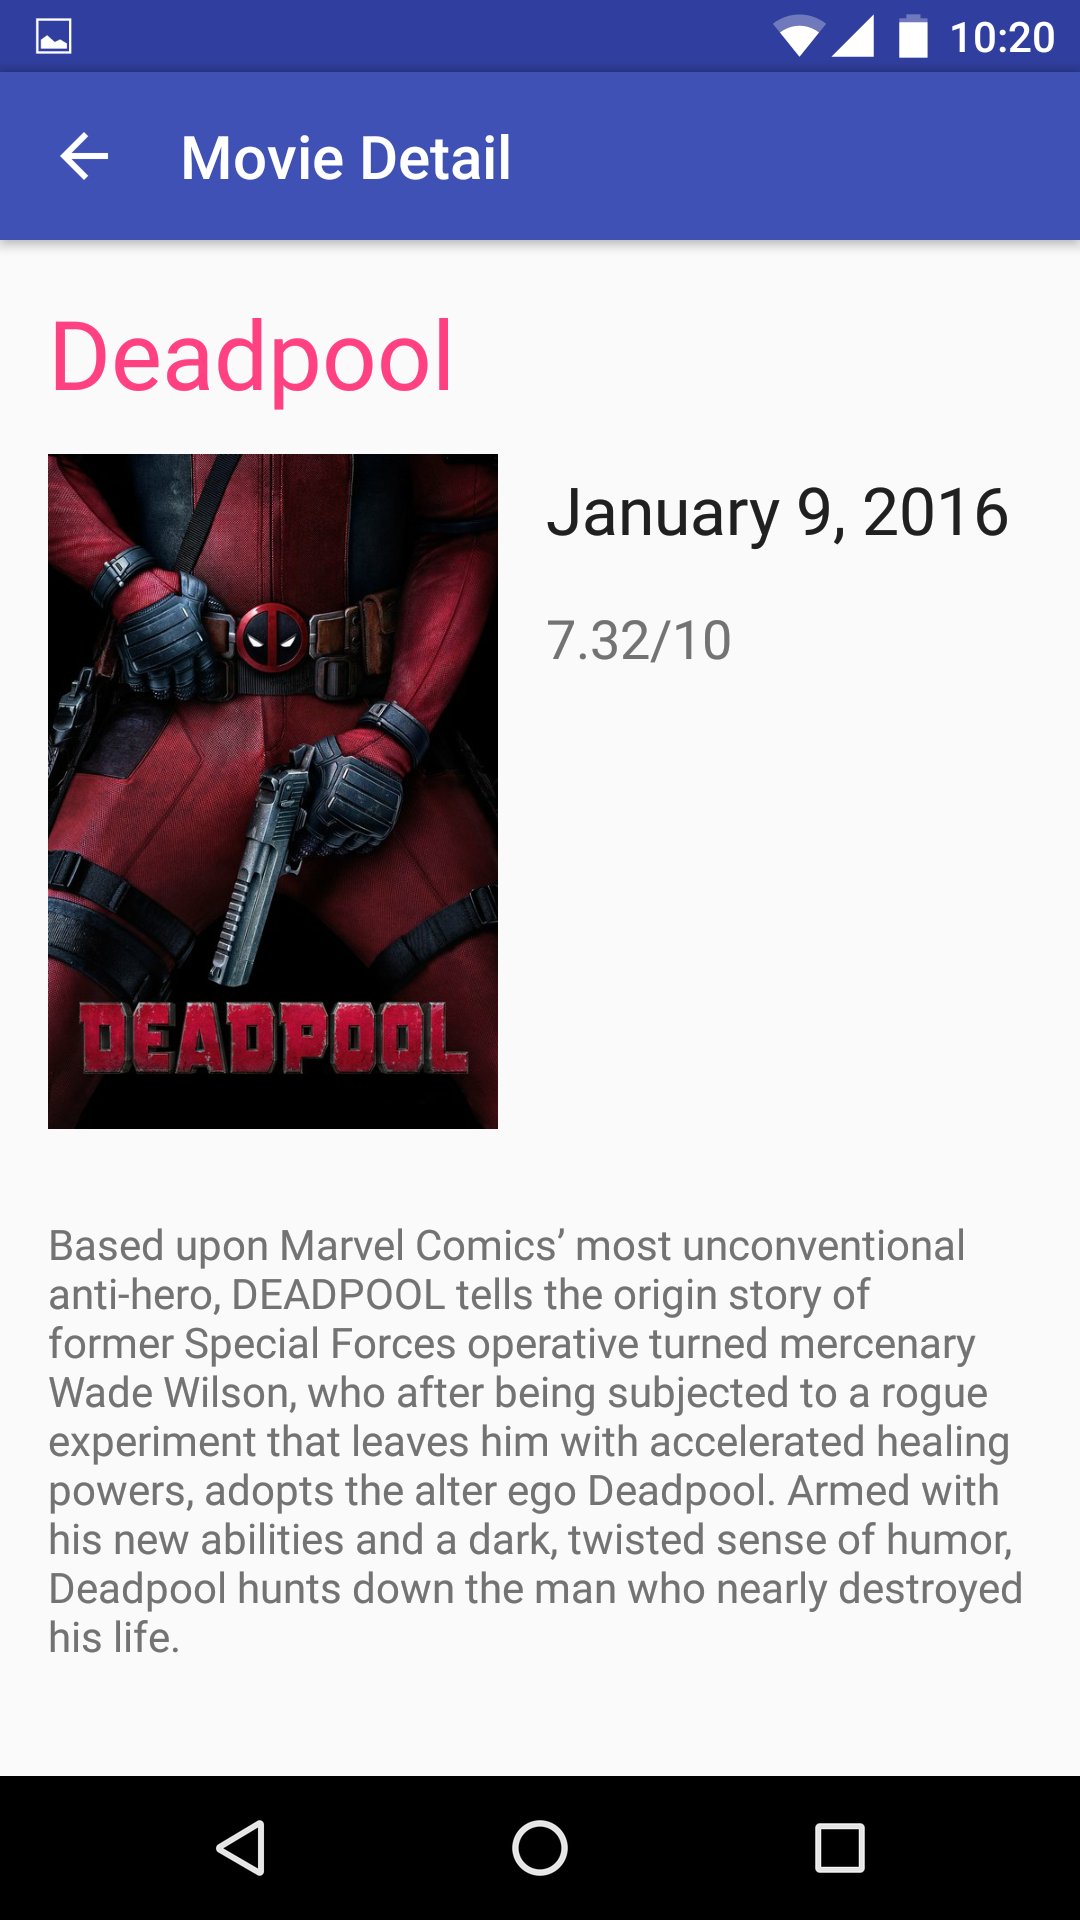 10:20
Movie Detail
Deadpool
January 9, 2016
7.32/10
DEADPOOL
Based upon Marvel Comics’ most unconventional
anti-hero, DEADPOOL tells the origin story of
former Special Forces operative turned mercenary
Wade Wilson, who after being subjected to a rogue
experiment that leaves him with accelerated healing
powers, adopts the alter ego Deadpool. Armed with
his new abilities and a dark, twisted sense of humor,
Deadpool hunts down the man who nearly destroyed
his life.